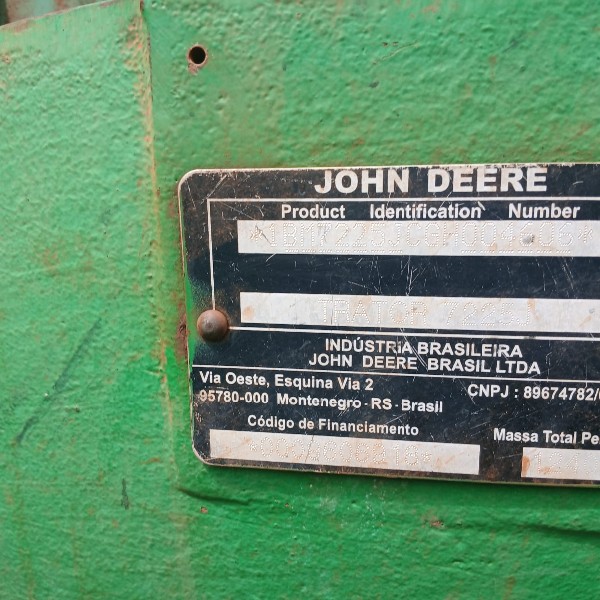 JOHN DEERE
Product Identification Number
TRATOR
INDÚSTRIA BRASILEIRA
JOHN DEERE BRASIL LTDA
Via Oeste, Esquina Via 2
95780-000 Montenegro - RS - Brasil
CNPJ : 89674782/
Código de Financiamento
Massa Total